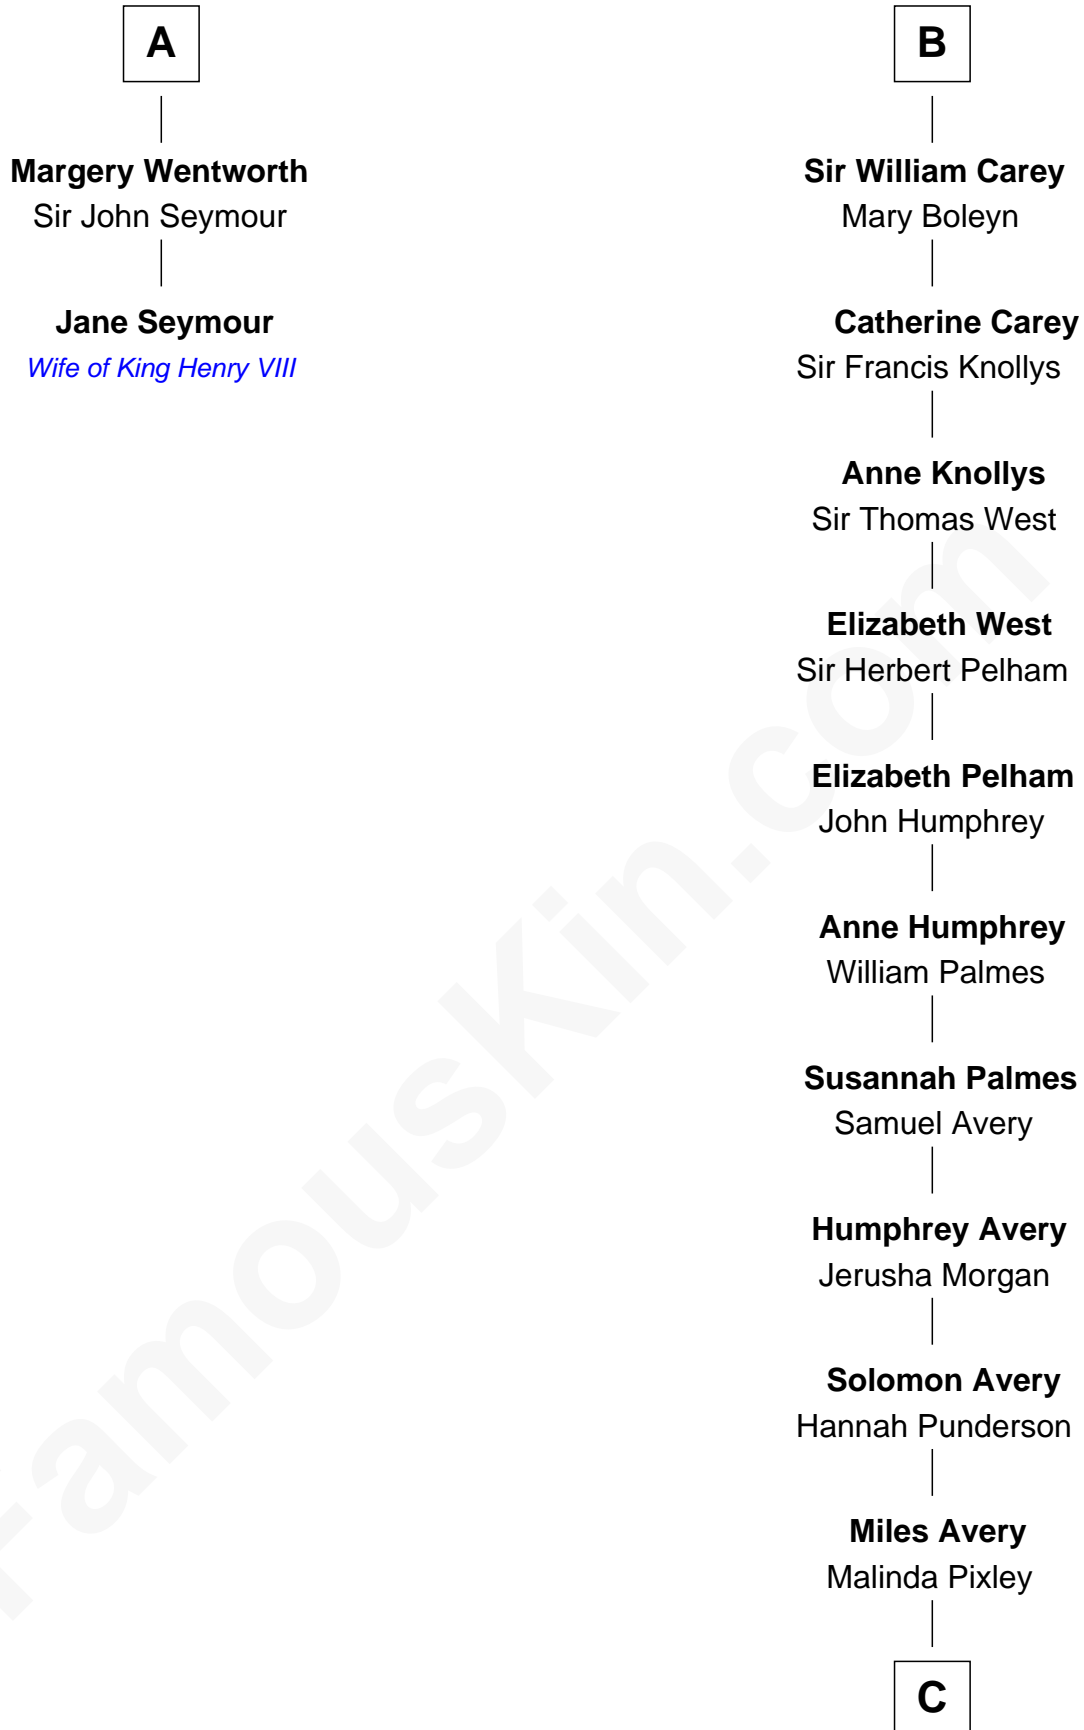 A
Margery Wentworth
Sir John Seymour
Jane Seymour
Wife of King Henry VIII
B
Sir William Carey
Mary Boleyn
Catherine Carey
Sir Francis Knollys
Anne Knollys
Sir Thomas West
Elizabeth West
Sir Herbert Pelham
Elizabeth Pelham
John Humphrey
Anne Humphrey
William Palmes
Susannah Palmes
Samuel Avery
Humphrey Avery
Jerusha Morgan
Solomon Avery
Hannah Punderson
Miles Avery
Malinda Pixley
C
FamousKin.com